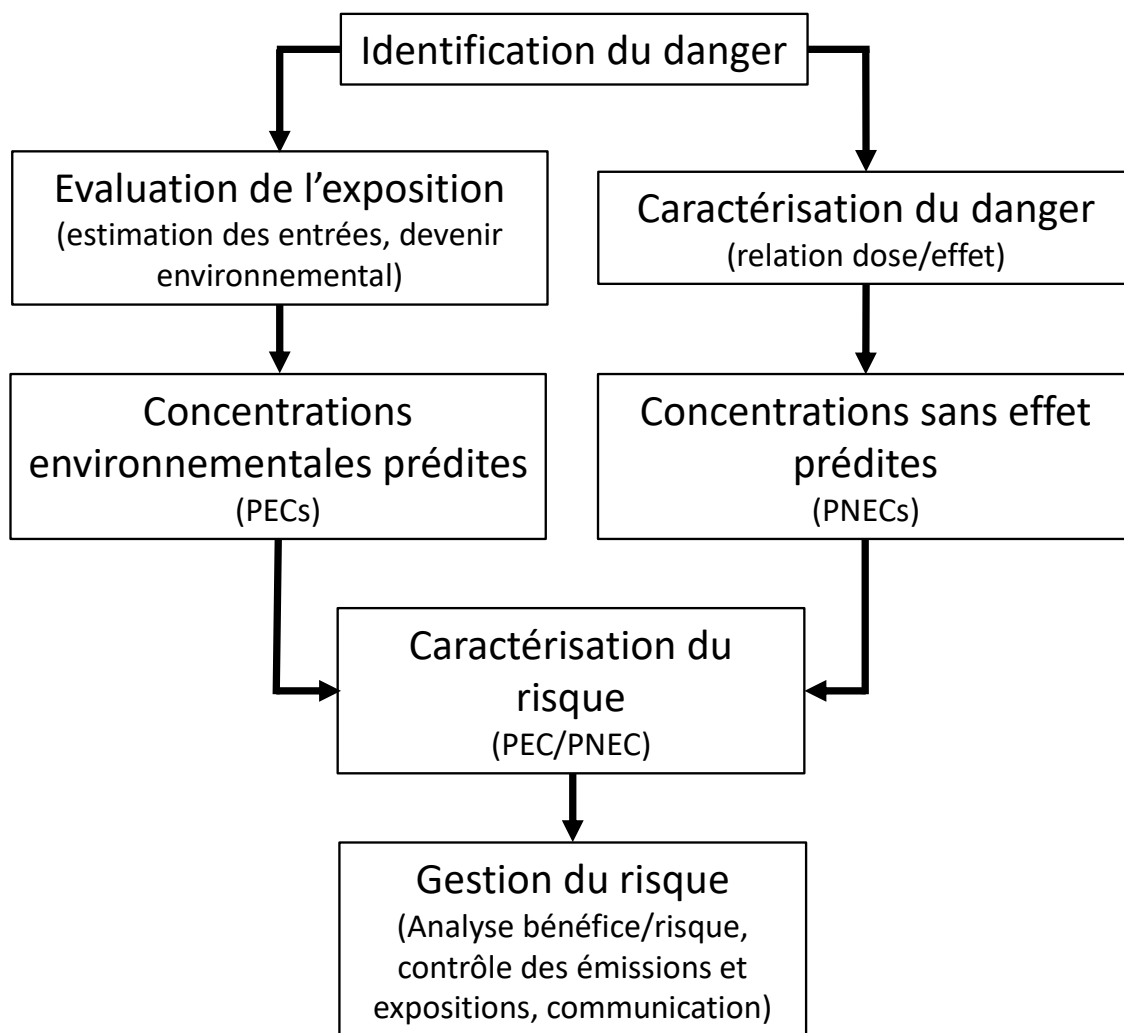 Identification du danger
Evaluation de l’exposition
(estimation des entrées, devenir
environnemental)
Caractérisation du danger
(relation dose/effet)
Concentrations
environnementales prédites
(PECs)
Concentrations sans effet
prédites
(PNECs)
Caractérisation du
risque
(PEC/PNEC)
Gestion du risque
(Analyse bénéfice/risque,
contrôle des émissions et
expositions, communication)